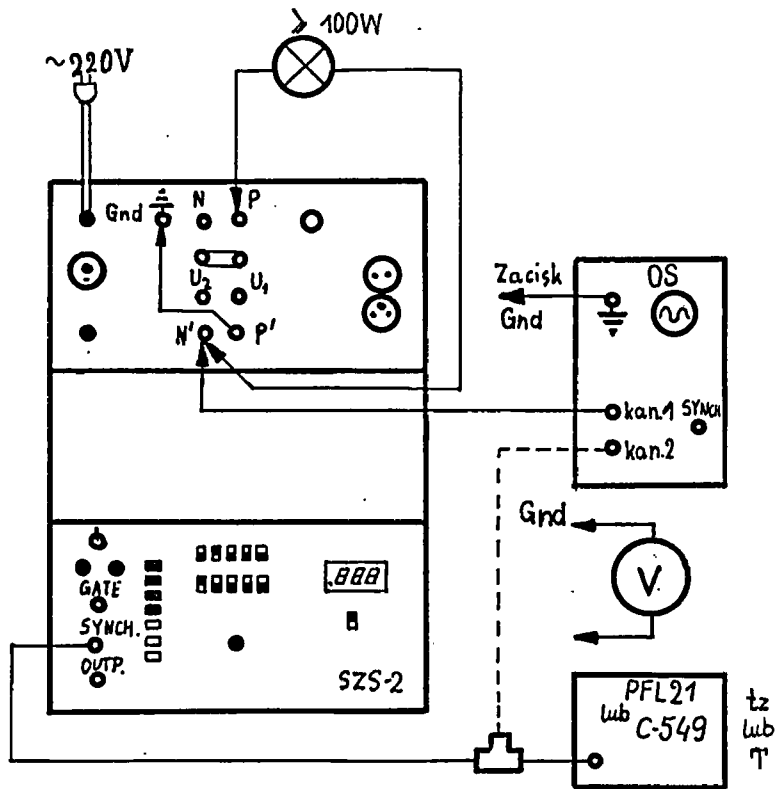 ⩾ 100W
~220V
Gnd N P
U2 U1
N' P'
Zacisk
Gnd
OS
kan.1 SYNCH
kan.2
Gnd
V
GATE
SYNCH.
OUTP.
.888
SZS-2
PFL21
lub C-549
tz
lub
T